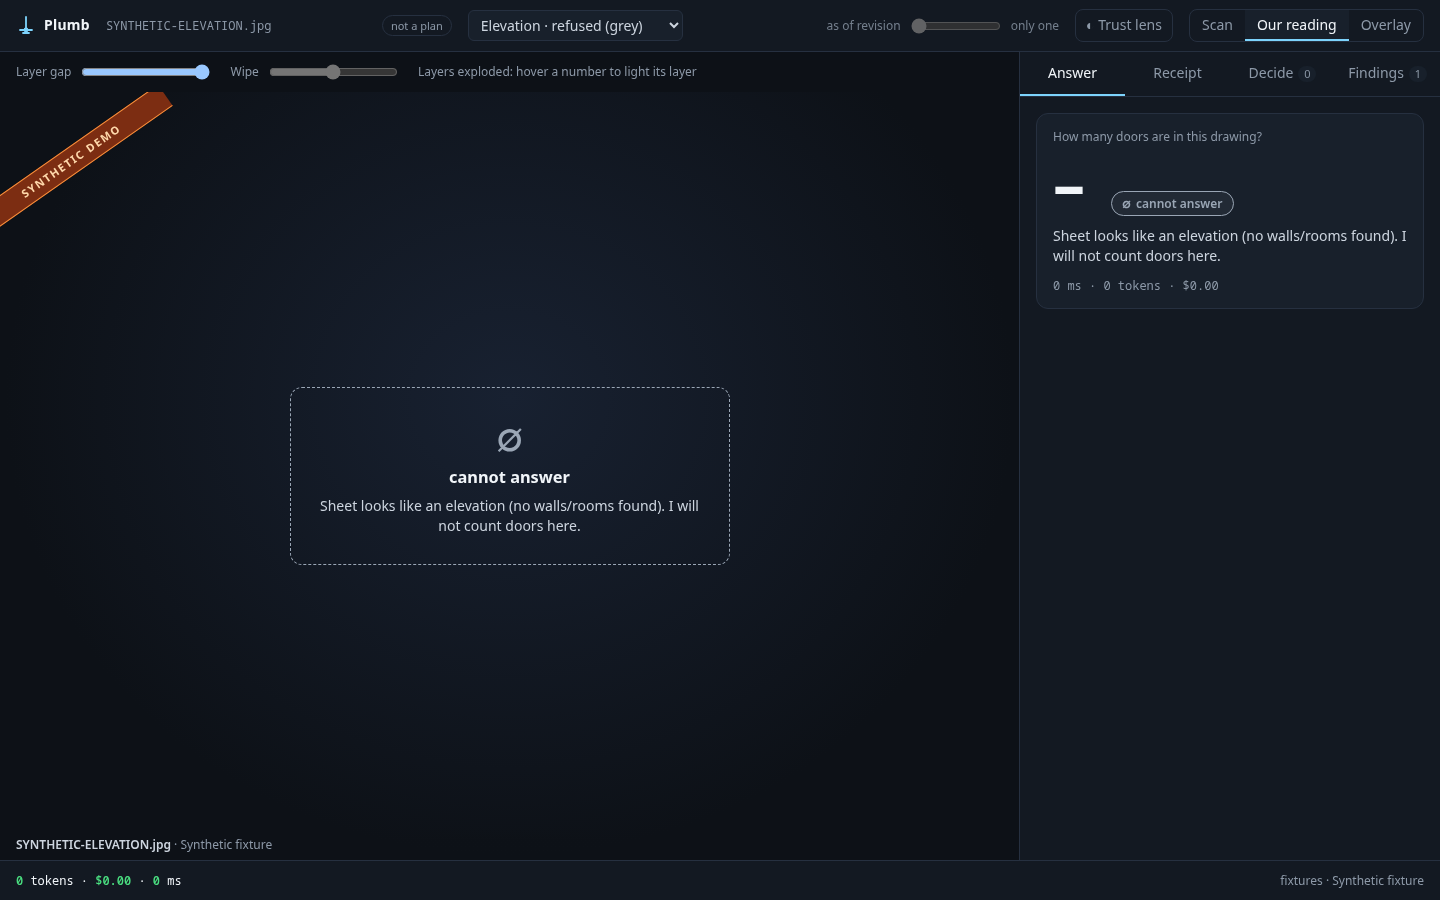 Plumb
SYNTHETIC-ELEVATION.jpg
not a plan
Elevation · refused (grey)
as of revision
only one
Trust lens
Scan
Our reading
Overlay
Layer gap
Wipe
Layers exploded: hover a number to light its layer
Answer
Receipt
Decide 0
Findings 1
SYNTHETIC DEMO
How many doors are in this drawing?
–
∅ cannot answer
Sheet looks like an elevation (no walls/rooms found). I
will not count doors here.
0 ms · 0 tokens · $0.00
∅
cannot answer
Sheet looks like an elevation (no walls/rooms found). I will
not count doors here.
SYNTHETIC-ELEVATION.jpg · Synthetic fixture
0 tokens · $0.00 · 0 ms
fixtures · Synthetic fixture